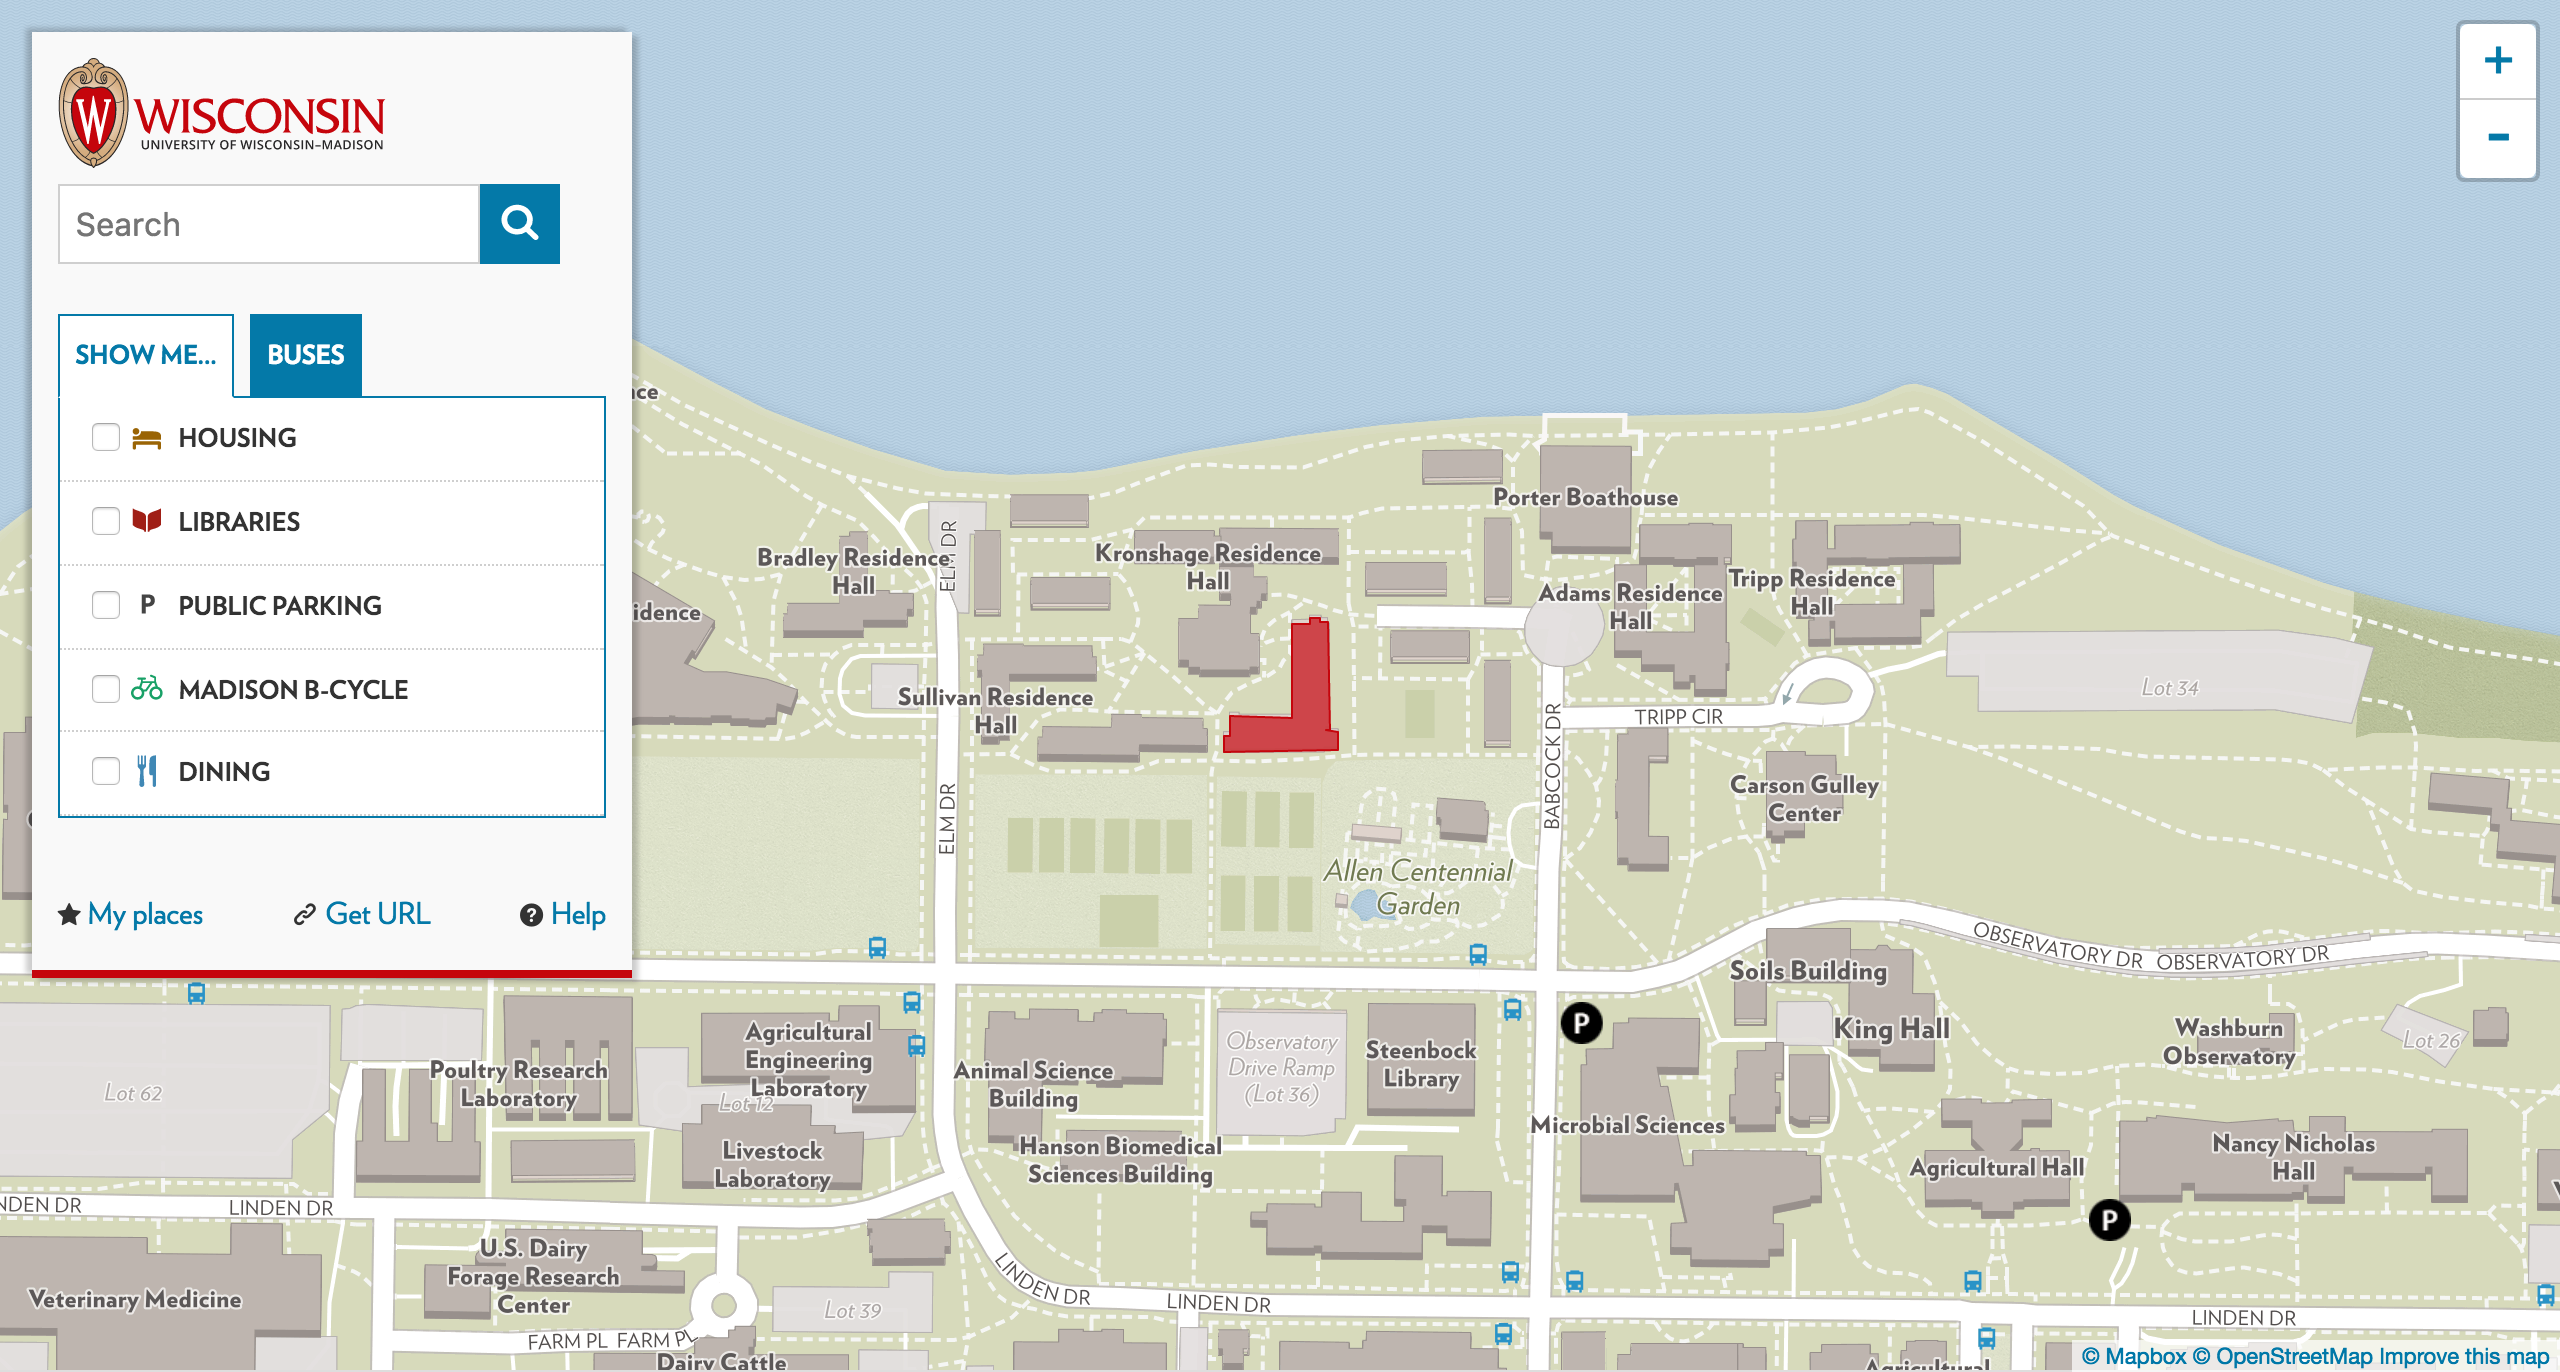 WISCONSIN
UNIVERSITY OF WISCONSIN–MADISON
Search
SHOW ME...
BUSES
HOUSING
LIBRARIES
P PUBLIC PARKING
MADISON B-CYCLE
DINING
My places
Get URL
Help
+
-
idence
Bradley Residence
Hall
ELM DR
Kronshage Residence
Hall
Porter Boathouse
Adams Residence
Hall
Tripp Residence
Hall
Sullivan Residence
Hall
Lot 34
TRIPP CIR
BABCOCK DR
Carson Gulley
Center
ELM DR
Allen Centennial
Garden
OBSERVATORY DR
OBSERVATORY DR
Soils Building
King Hall
Washburn
Observatory
Lot 26
P
Observatory
Drive Ramp
(Lot 36)
Steenbock
Library
Agricultural
Engineering
Laboratory
Lot 12
Poultry Research
Laboratory
Lot 62
Animal Science
Building
Microbial Sciences
Hanson Biomedical
Sciences Building
Livestock
Laboratory
Agricultural Hall
Nancy Nicholas
Hall
P
NDEN DR
LINDEN DR
U.S. Dairy
Forage Research
Center
Veterinary Medicine
Lot 39
LINDEN DR
LINDEN DR
LINDEN DR
FARM PL
FARM PL
Dairy Cattle
Agricultural
© Mapbox © OpenStreetMap Improve this map